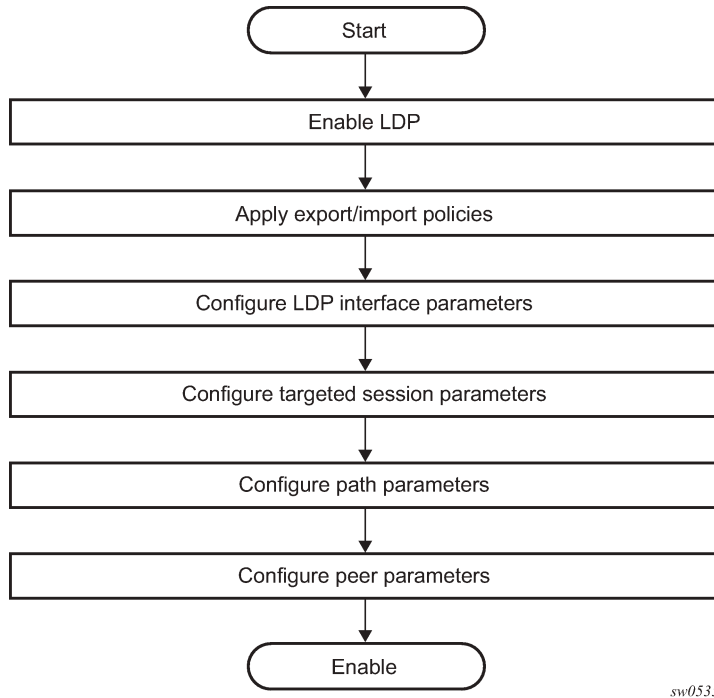 Start
Enable LDP
Apply export/import policies
Configure LDP interface parameters
Configure targeted session parameters
Configure path parameters
Configure peer parameters
Enable
sw053.